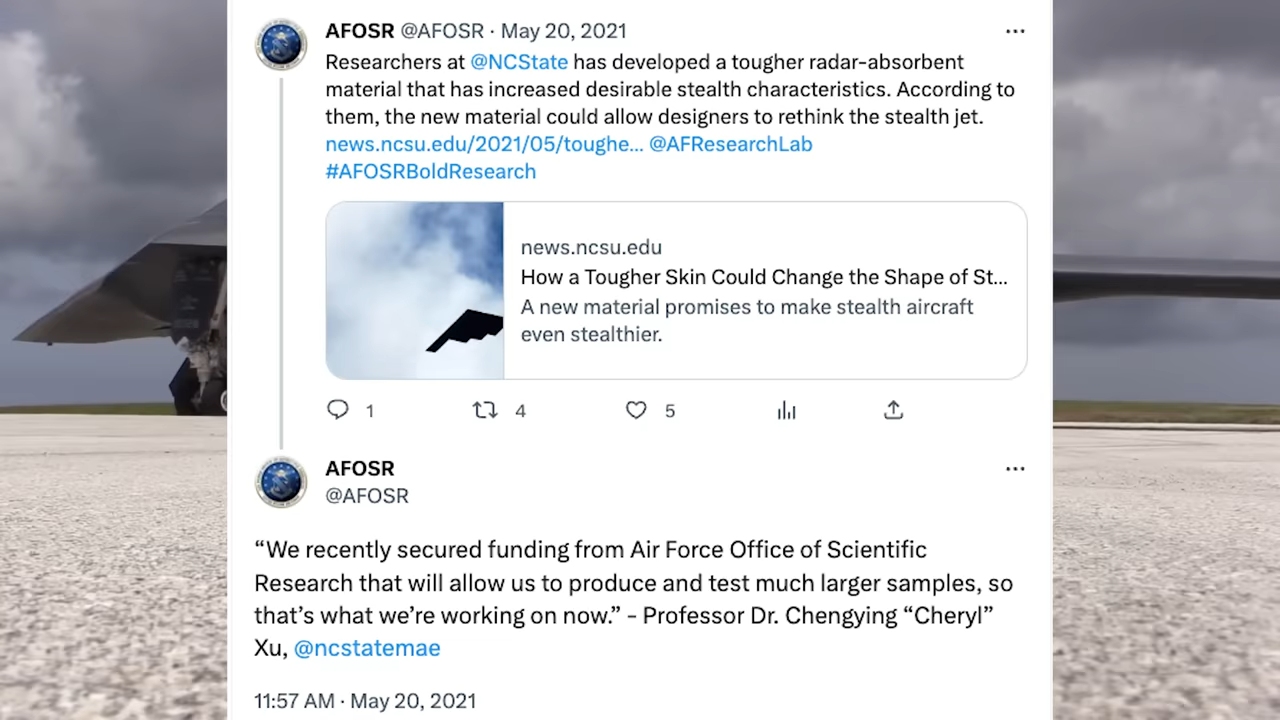 AFOSR @AFOSR · May 20, 2021
Researchers at @NCState has developed a tougher radar-absorbent
material that has increased desirable stealth characteristics. According to
them, the new material could allow designers to rethink the stealth jet.
news.ncsu.edu/2021/05/toughe... @AFResearchLab
#AFOSRBoldResearch
news.ncsu.edu
How a Tougher Skin Could Change the Shape of St...
A new material promises to make stealth aircraft
even stealthier.
1 4 5
AFOSR
@AFOSR
“We recently secured funding from Air Force Office of Scientific
Research that will allow us to produce and test much larger samples, so
that’s what we’re working on now.” - Professor Dr. Chengying “Cheryl”
Xu, @ncstatemae
11:57 AM · May 20, 2021